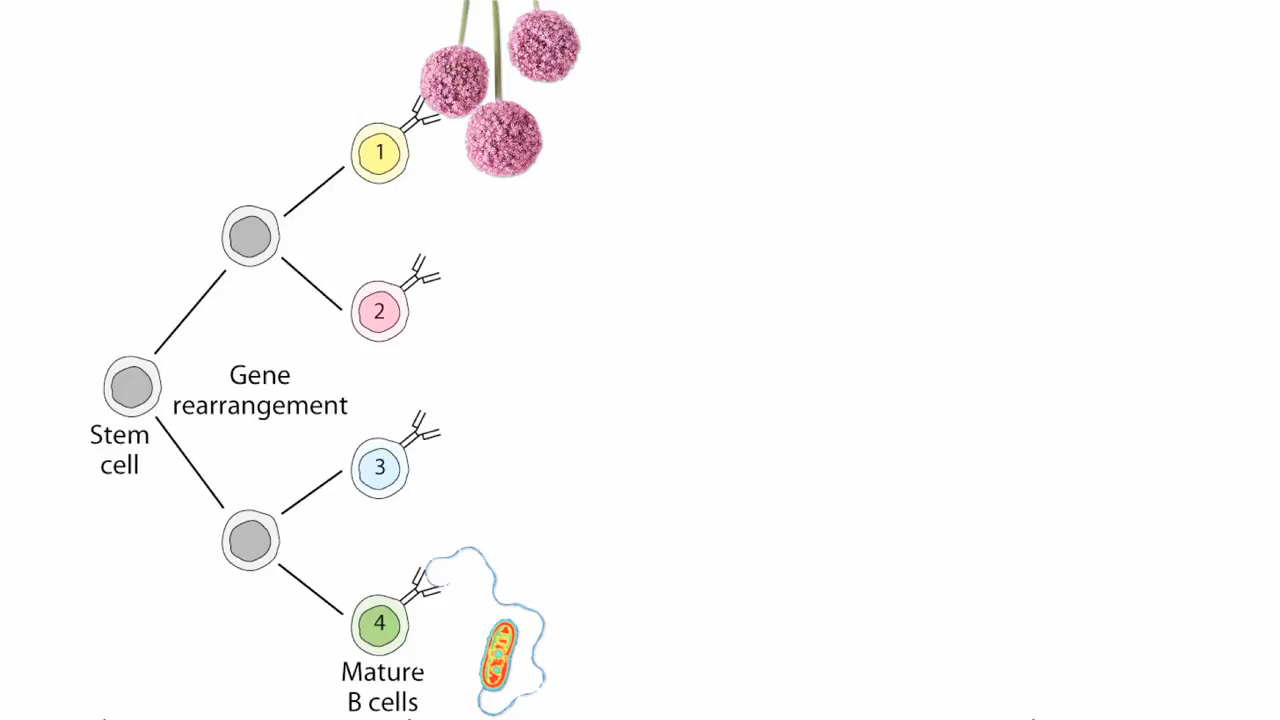 1
2
Gene
rearrangement
Stem
cell
3
4
Mature
B cells